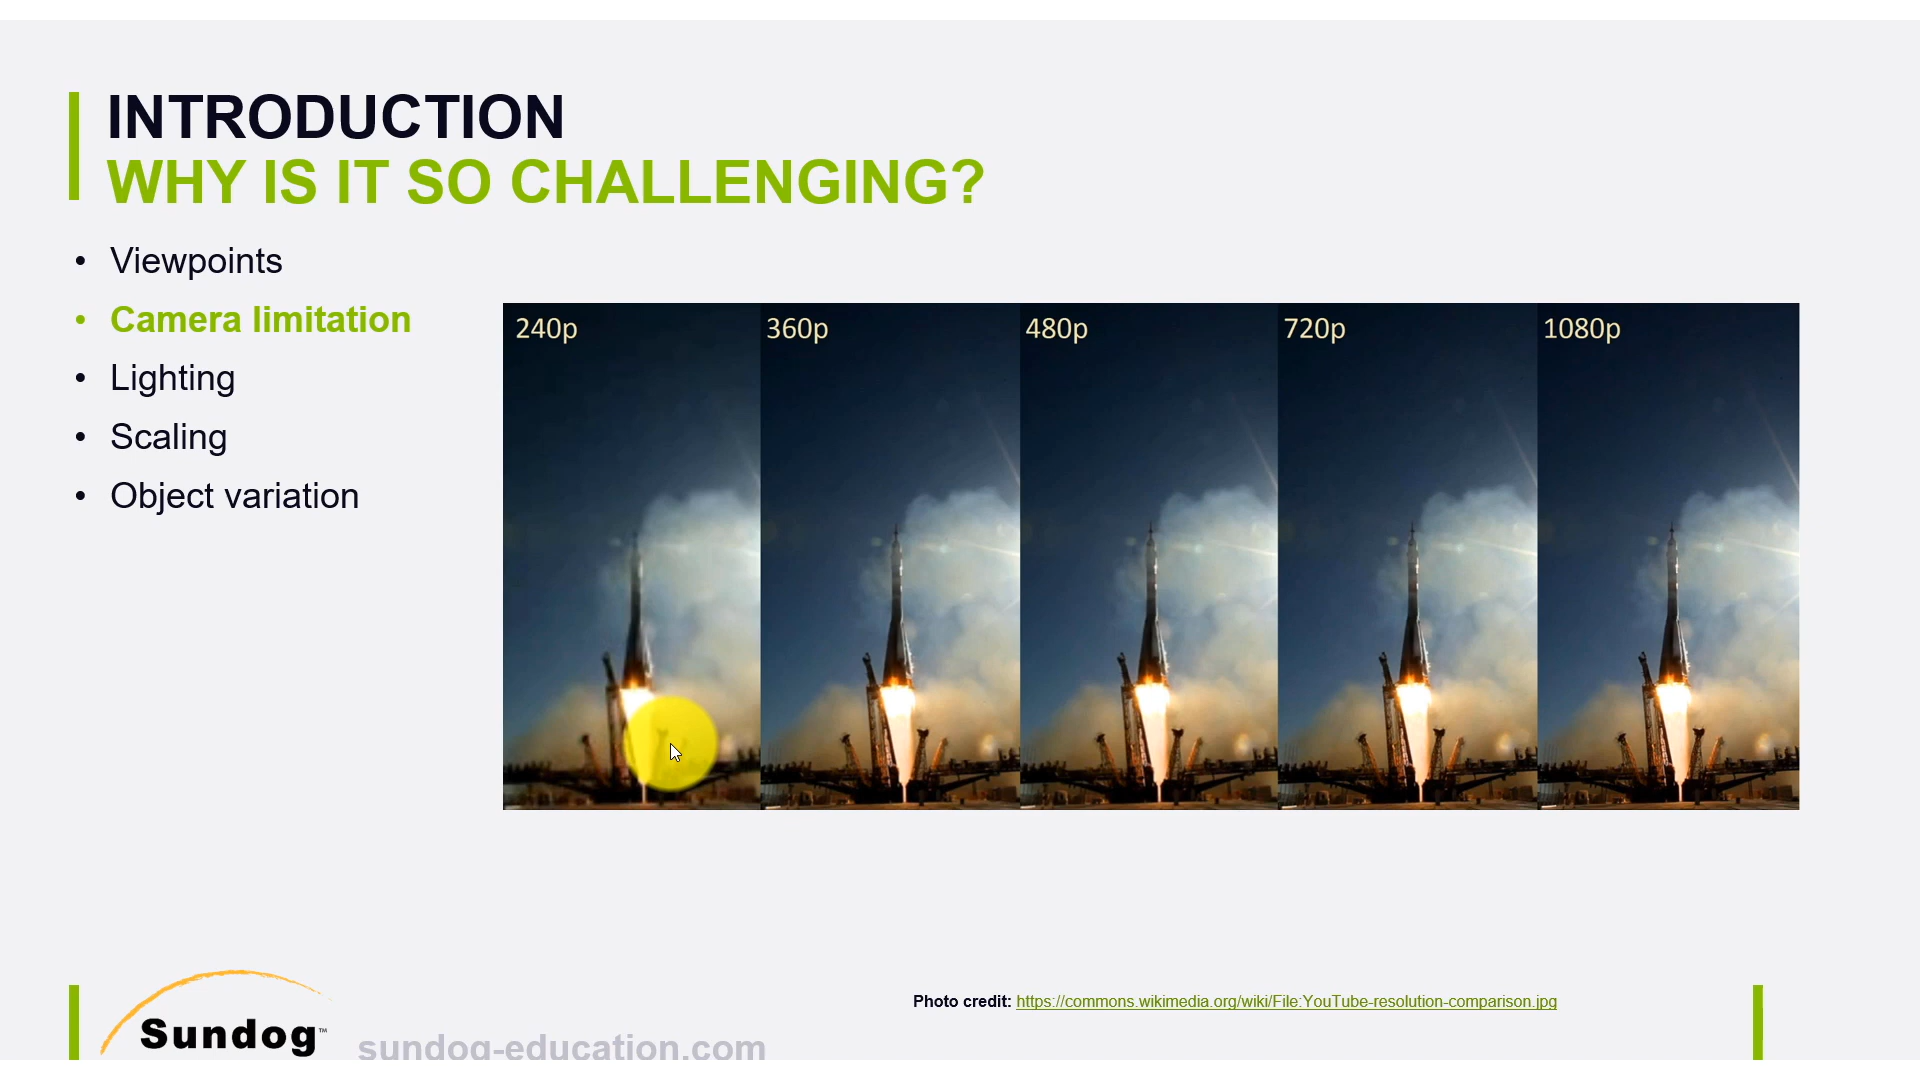 INTRODUCTION
WHY IS IT SO CHALLENGING?
• Viewpoints
• Camera limitation
• Lighting
• Scaling
• Object variation
240p 360p 480p 720p 1080p
Photo credit: https://commons.wikimedia.org/wiki/File:YouTube-resolution-comparison.jpg
Sundog™
sundog-education.com